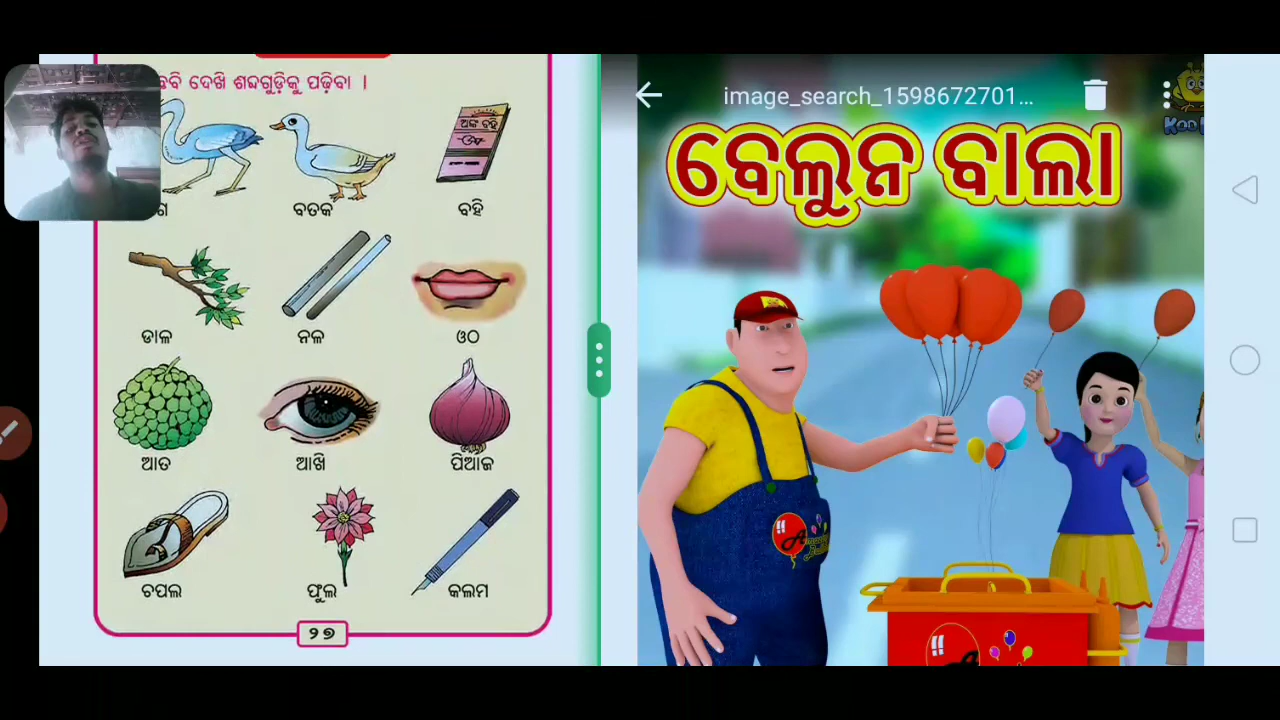 ଛବି ଦେଖି ଶବ୍ଦଗୁଡ଼ିକୁ ପଢ଼ିବା ।
ବତକ
ବହି
ଡାଳ
ନଳ
ଓଠ
ଆତ
ଆଖି
ପିଆଜ
ଚପଲ
ଫୁଲ
କଲମ
୨୭
image_search_1598672701...
ବେଲୁନ ବାଲା